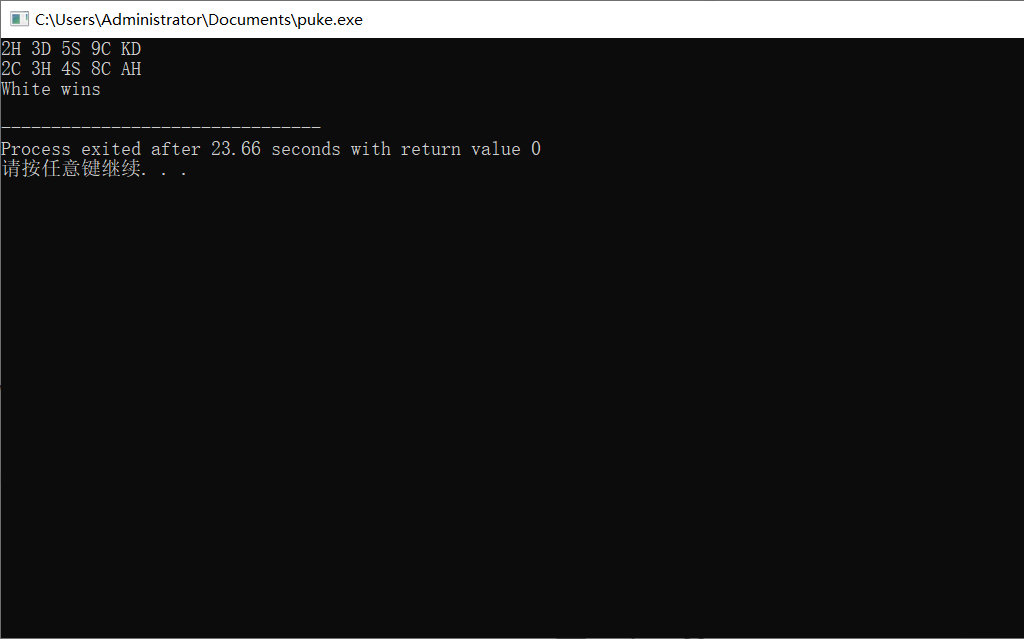 C:\Users\Administrator\Documents\puke.exe
2H 3D 5S 9C KD
2C 3H 4S 8C AH
White wins
--------------------------------
Process exited after 23.66 seconds with return value 0
请按任意键继续. . .